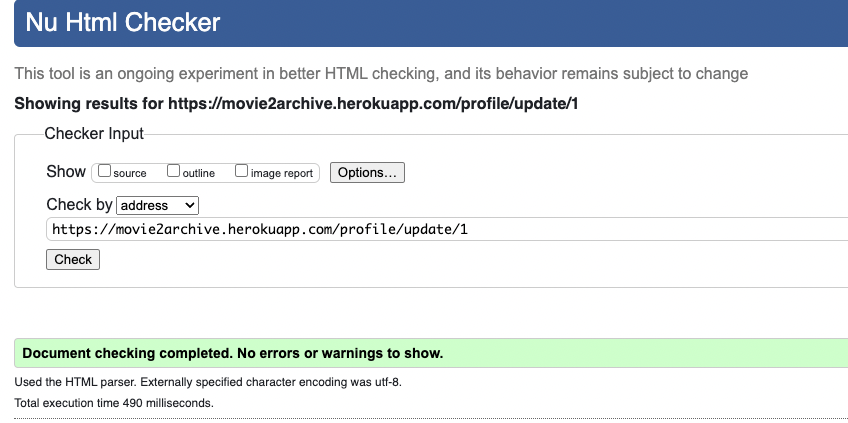 Nu Html Checker
This tool is an ongoing experiment in better HTML checking, and its behavior remains subject to change
Showing results for https://movie2archive.herokuapp.com/profile/update/1
Checker Input
Show source outline image report Options...
Check by address
https://movie2archive.herokuapp.com/profile/update/1
Check
Document checking completed. No errors or warnings to show.
Used the HTML parser. Externally specified character encoding was utf-8.
Total execution time 490 milliseconds.